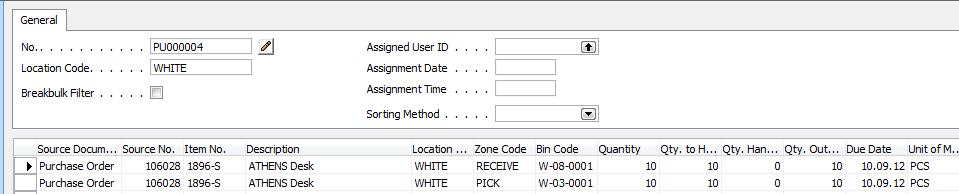 General
No. . . . . . . . . . . . PU000004 Assigned User ID . . . .
Location Code. . . . . . WHITE Assignment Date . . . .
Breakbulk Filter . . . . . Assignment Time . . . .
Sorting Method . . . . .
Source Docum... Source No. Item No. Description Location ... Zone Code Bin Code Quantity Qty. to H... Qty. Han... Qty. Out... Due Date Unit of M...
Purchase Order 106028 1896-S ATHENS Desk WHITE RECEIVE W-08-0001 10 10 0 10 10.09.12 PCS
Purchase Order 106028 1896-S ATHENS Desk WHITE PICK W-03-0001 10 10 0 10 10.09.12 PCS